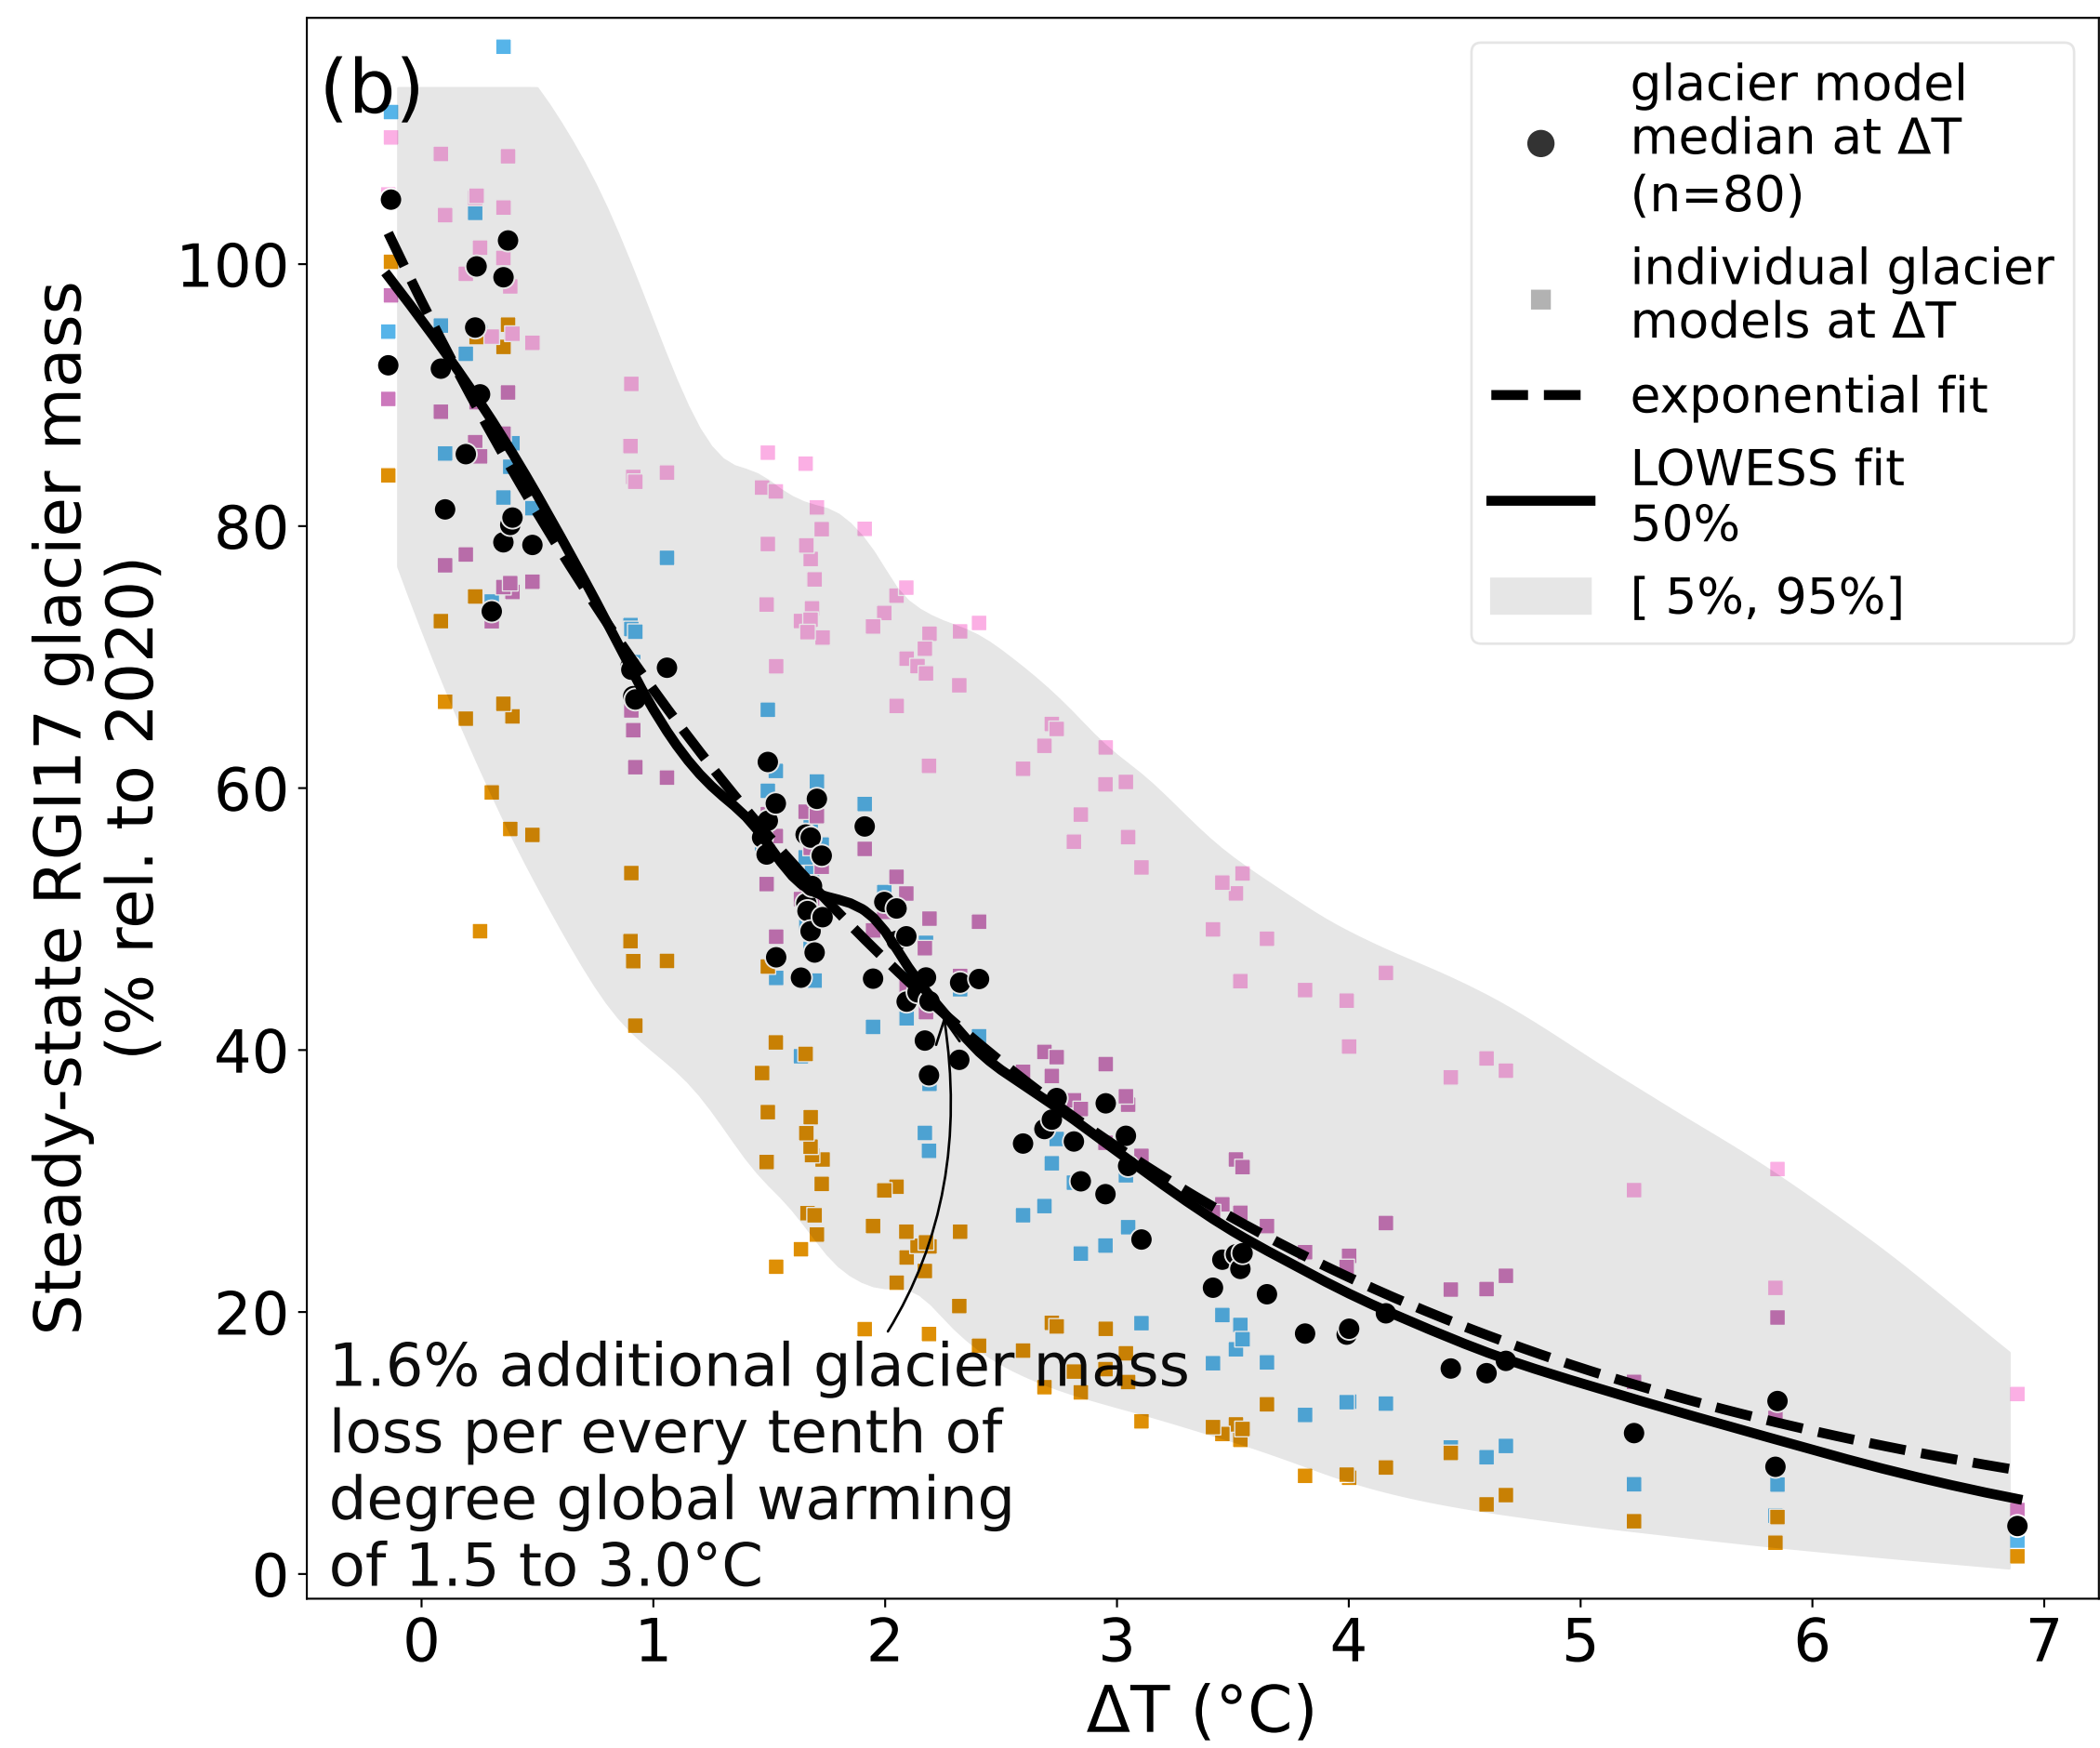 (b)
glacier model
median at ΔT
(n=80)
individual glacier
models at ΔT
exponential fit
LOWESS fit
50%
[ 5%, 95%]
Steady-state RGI17 glacier mass
(% rel. to 2020)
100
80
60
40
20
0
1.6% additional glacier mass
loss per every tenth of
degree global warming
of 1.5 to 3.0°C
0 1 2 3 4 5 6 7
ΔT (°C)